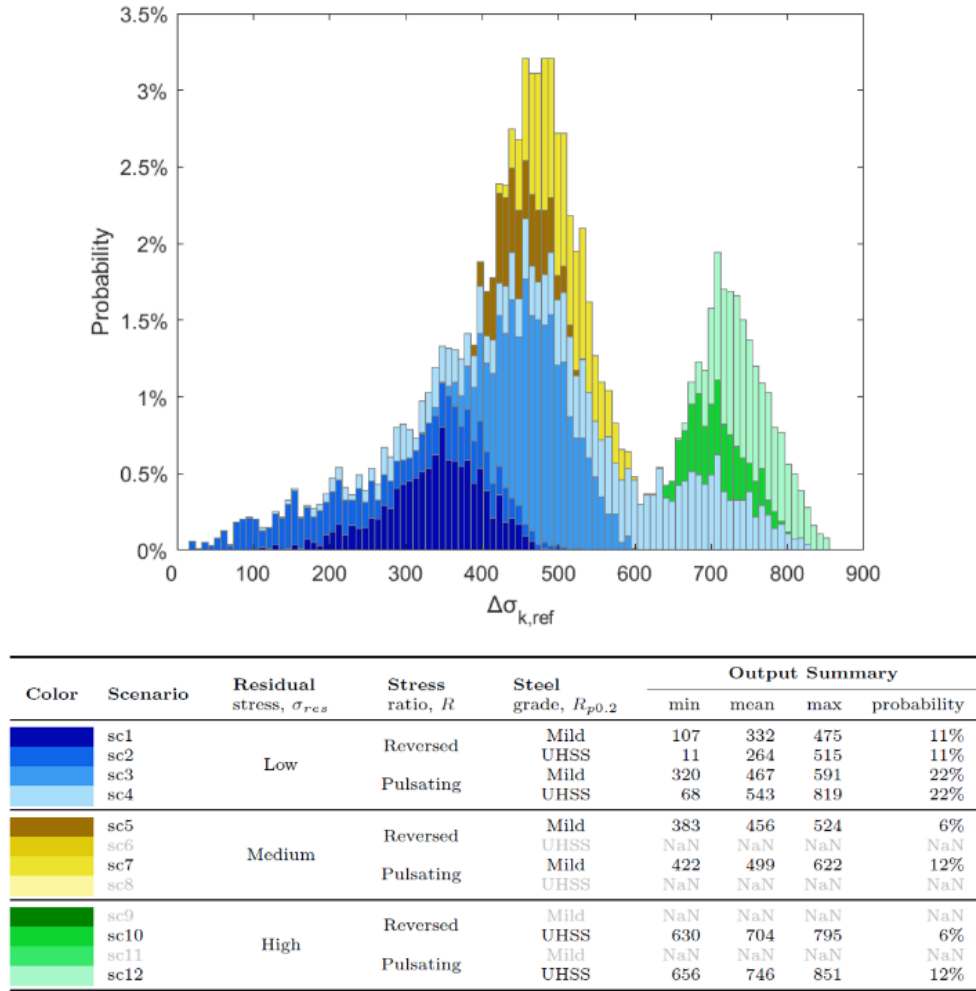 3.5%
3%
2.5%
2%
1.5%
1%
0.5%
0%
Probability
0 100 200 300 400 500 600 700 800 900
Δσk,ref
Color Scenario Residual stress, σres Stress ratio, R Steel grade, Rp0.2 Output Summary
min mean max probability
sc1 Low Reversed Mild 107 332 475 11%
sc2 UHSS 11 264 515 11%
sc3 Pulsating Mild 320 467 591 22%
sc4 UHSS 68 543 819 22%
sc5 Medium Reversed Mild 383 456 524 6%
sc6 UHSS NaN NaN NaN NaN
sc7 Pulsating Mild 422 499 622 12%
sc8 UHSS NaN NaN NaN NaN
sc9 High Reversed Mild NaN NaN NaN NaN
sc10 UHSS 630 704 795 6%
sc11 Pulsating Mild NaN NaN NaN NaN
sc12 UHSS 656 746 851 12%